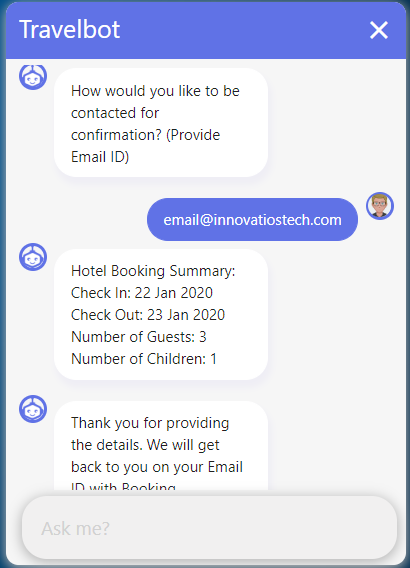 Travelbot
How would you like to be
contacted for
confirmation? (Provide
Email ID)
email@innovatiostech.com
Hotel Booking Summary:
Check In: 22 Jan 2020
Check Out: 23 Jan 2020
Number of Guests: 3
Number of Children: 1
Thank you for providing
the details. We will get
back to you on your Email
ID with Booking
Ask me?